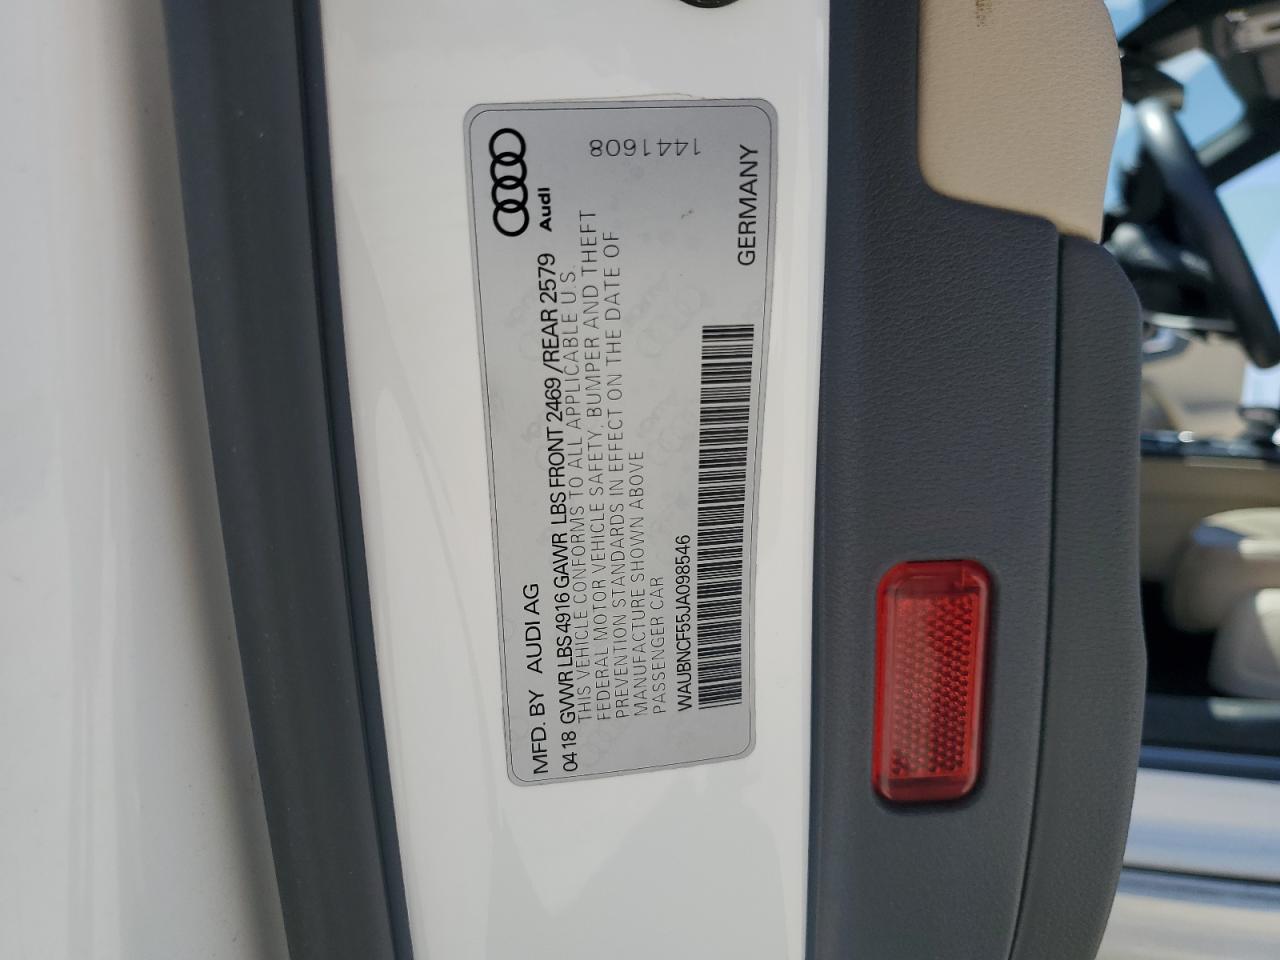 MFD. BY AUDI AG
Audi
04 18 GVWR LBS 4916 GAWR LBS FRONT 2469 /REAR 2579
THIS VEHICLE CONFORMS TO ALL APPLICABLE U.S.
FEDERAL MOTOR VEHICLE SAFETY, BUMPER AND THEFT
PREVENTION STANDARDS IN EFFECT ON THE DATE OF
MANUFACTURE SHOWN ABOVE
PASSENGER CAR
1441608
WAUBNCF55JA098546
GERMANY